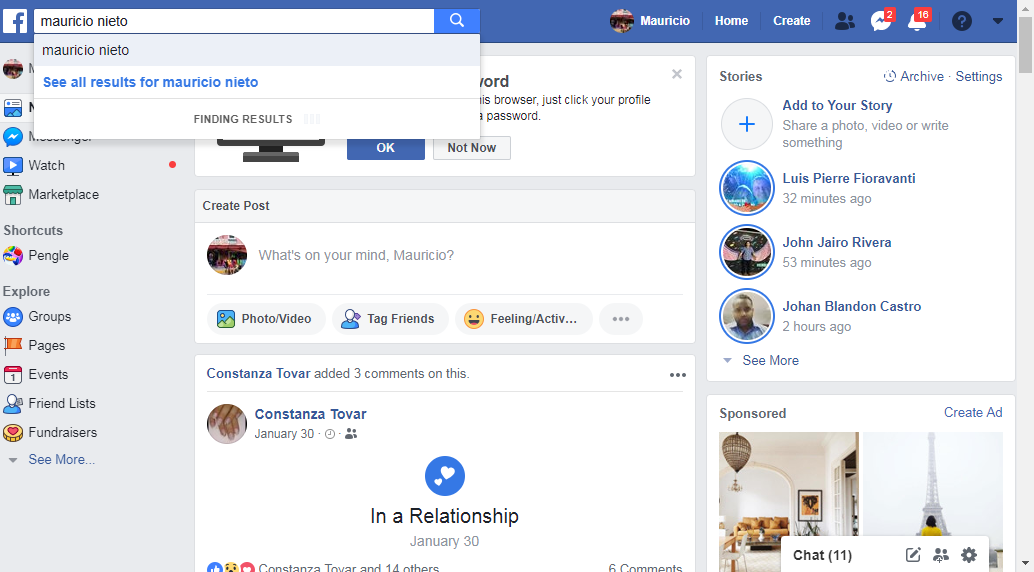 mauricio nieto
Mauricio
Home
Create
2
16
mauricio nieto
See all results for mauricio nieto
FINDING RESULTS
Messenger
Watch
Marketplace
Shortcuts
Pengle
Explore
Groups
Pages
1
Events
Friend Lists
Fundraisers
See More...
word
his browser, just click your profile
a password.
OK
Not Now
Create Post
What's on your mind, Mauricio?
Photo/Video
Tag Friends
Feeling/Activ...
Constanza Tovar added 3 comments on this.
Constanza Tovar
January 30 ·
In a Relationship
January 30
Constanza Tovar and 14 others
6 Comments
Stories
Archive · Settings
Add to Your Story
Share a photo, video or write
something
Luis Pierre Fioravanti
32 minutes ago
John Jairo Rivera
53 minutes ago
Johan Blandon Castro
2 hours ago
See More
Sponsored
Create Ad
Chat (11)